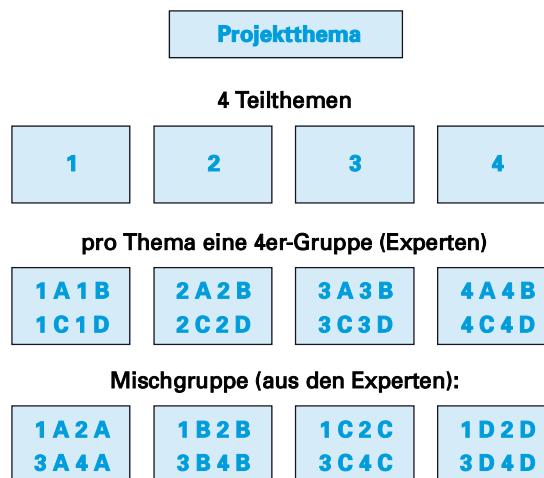 Projektthema
4 Teilthemen
1 2 3 4
pro Thema eine 4er-Gruppe (Experten)
1 A 1 B 2 A 2 B 3 A 3 B 4 A 4 B
1 C 1 D 2 C 2 D 3 C 3 D 4 C 4 D
Mischgruppe (aus den Experten):
1 A 2 A 1 B 2 B 1 C 2 C 1 D 2 D
3 A 4 A 3 B 4 B 3 C 4 C 3 D 4 D